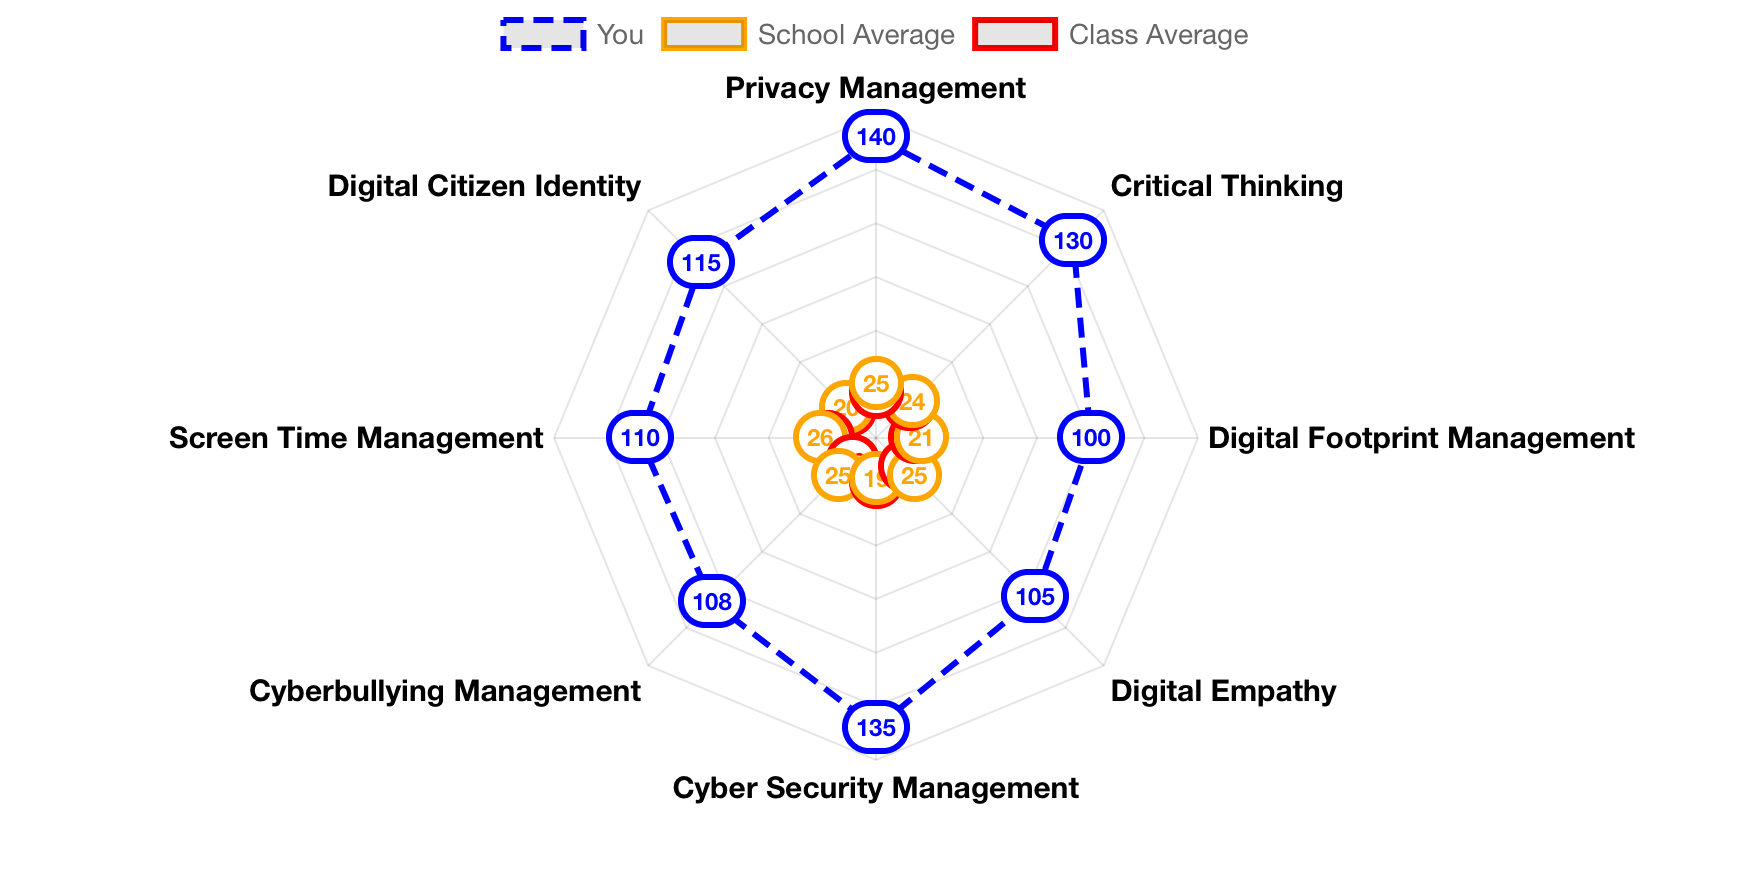 You School Average Class Average
Privacy Management
140
Digital Citizen Identity
Critical Thinking
115
130
Screen Time Management
110
25
20
24
26
21
100
Digital Footprint Management
25
19
25
108
105
Cyberbullying Management
Digital Empathy
135
Cyber Security Management